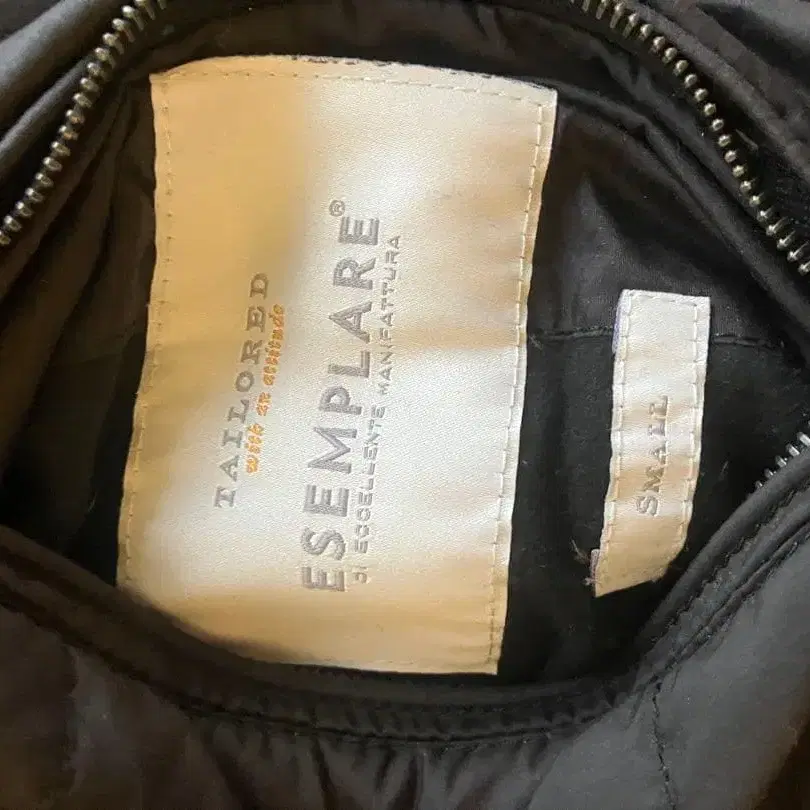 TAILORED
with an attitude
ESEMPLARE®
DI ECCELLENTE MANIFATTURA
SMALL